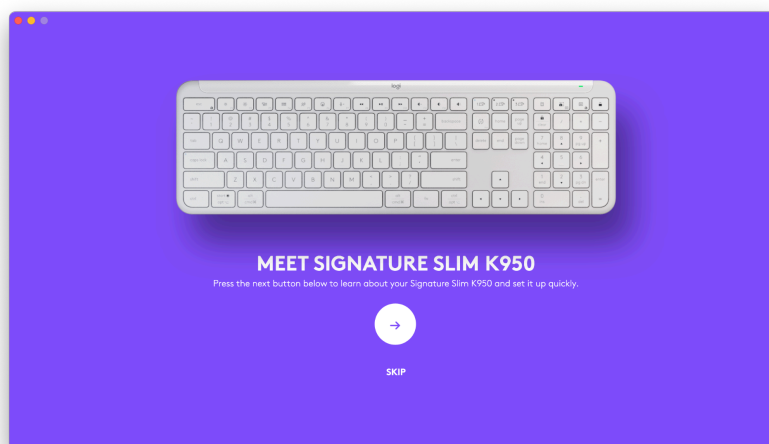 logi
Q W E R T Y U I O P
A S D F G H J K L
Z X C V B N M
MEET SIGNATURE SLIM K950
Press the next button below to learn about your Signature Slim K950 and set it up quickly.
SKIP